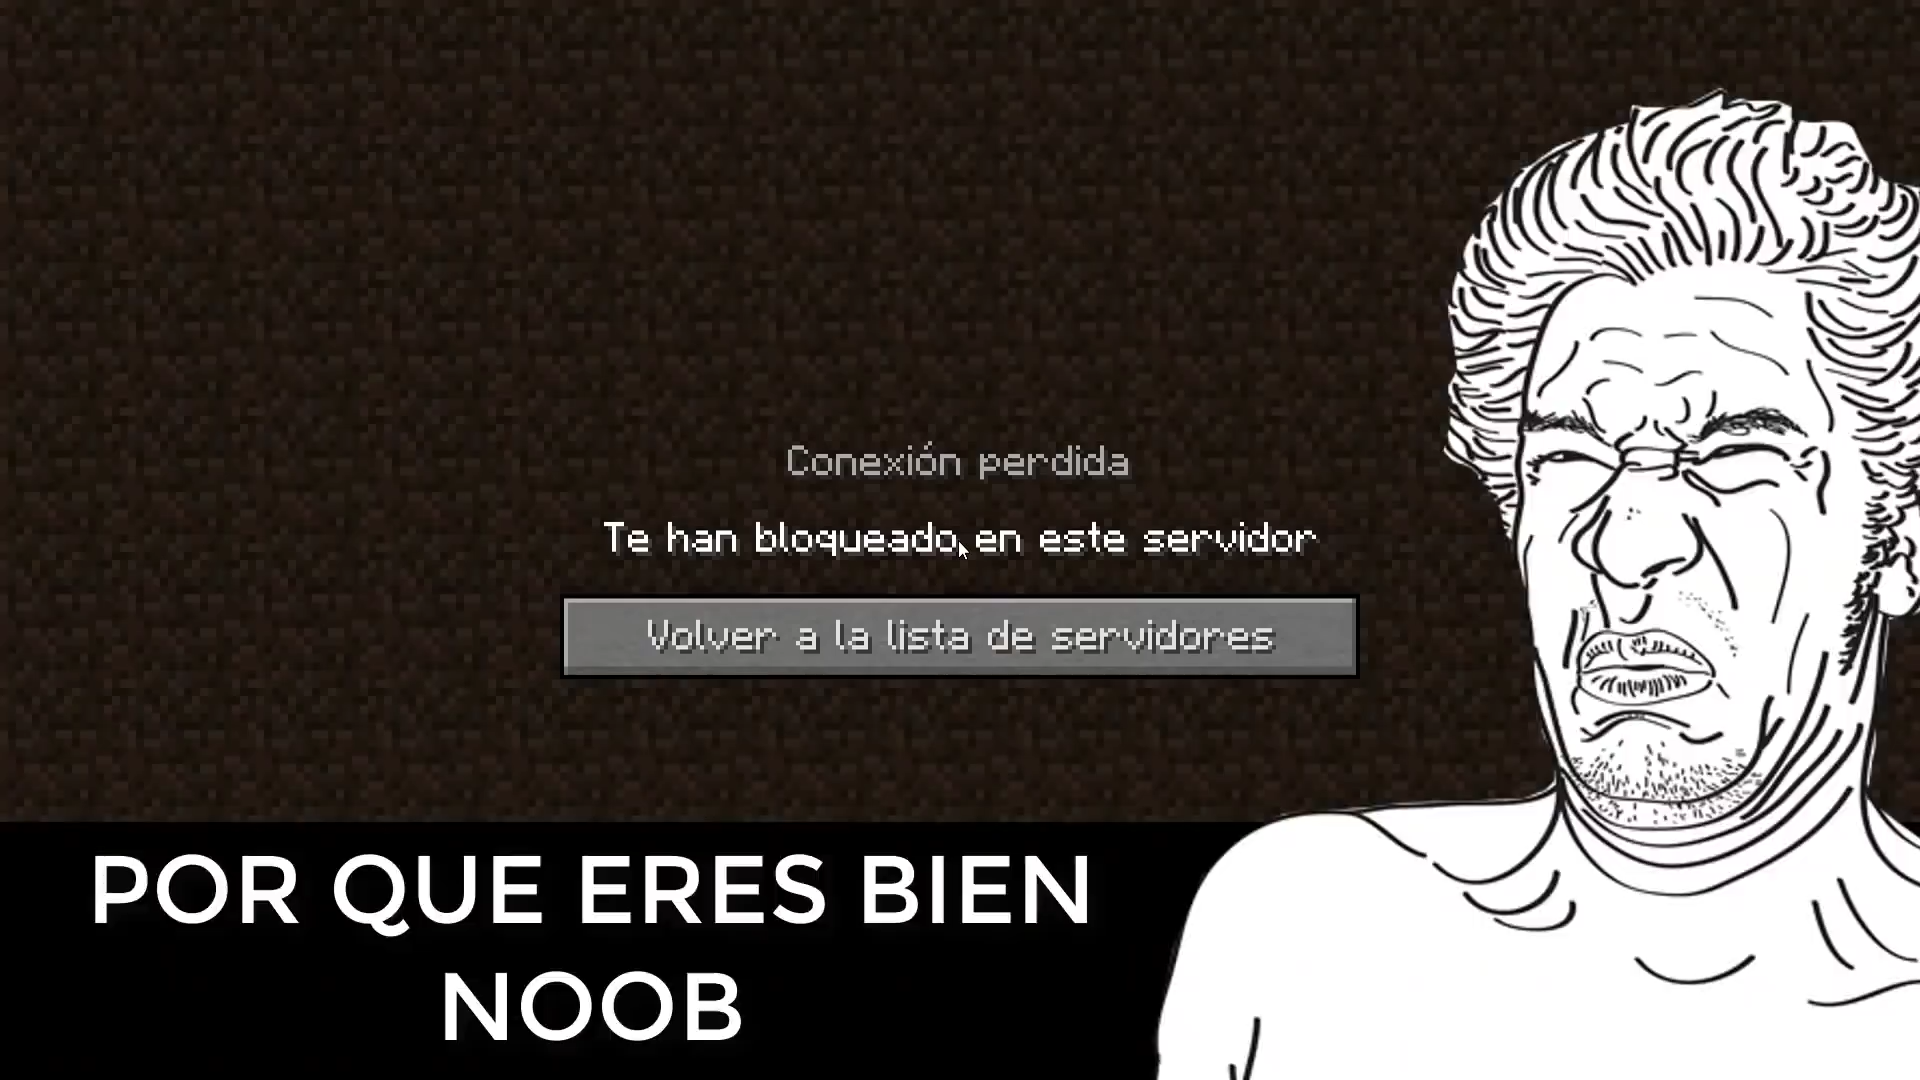 Conexión perdida
Te han bloqueado en este servidor
Volver a la lista de servidores
POR QUE ERES BIEN
NOOB